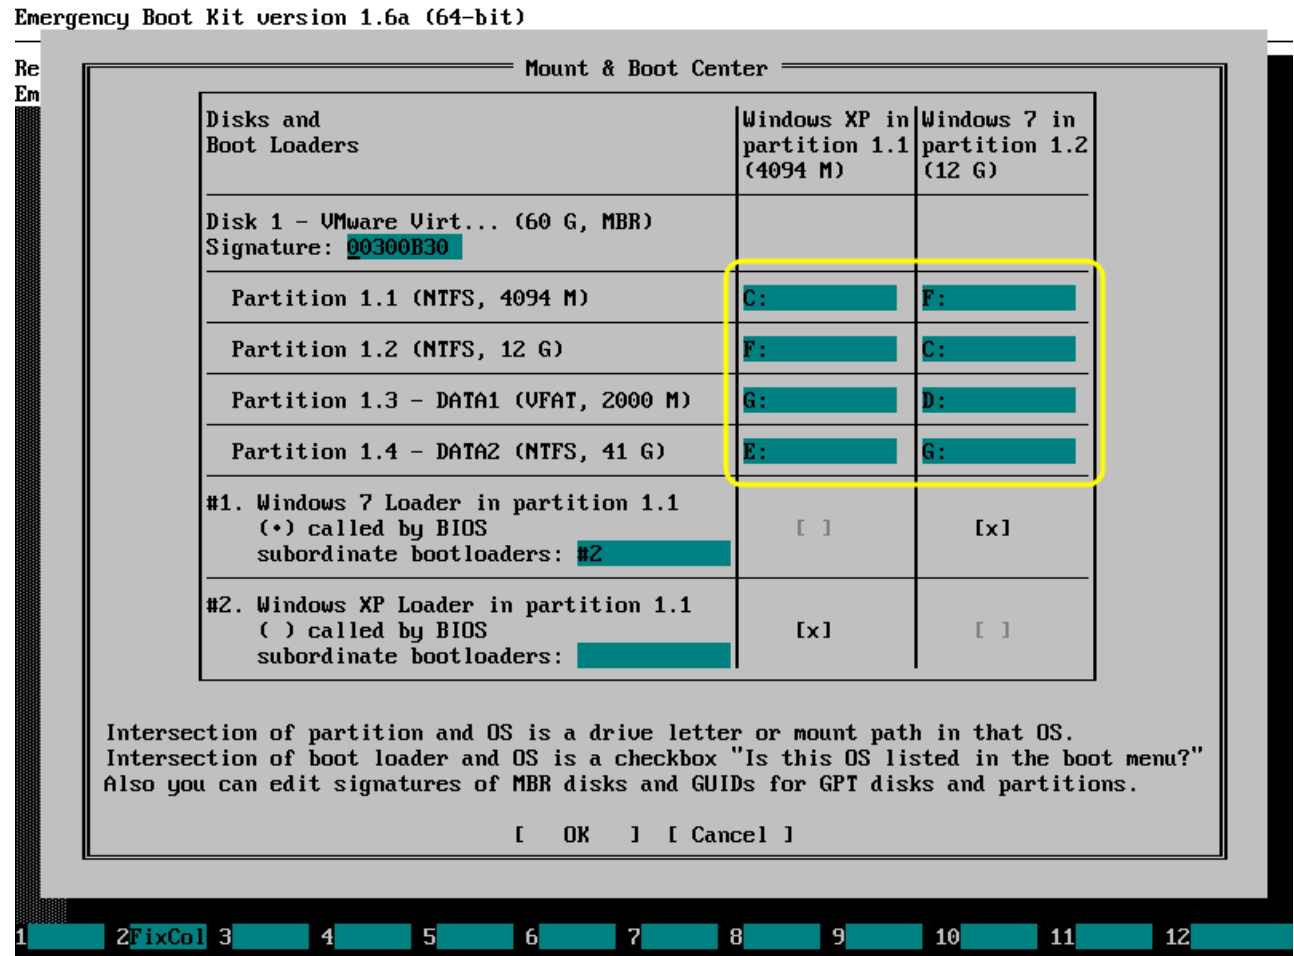 Emergency Boot Kit version 1.6a (64-bit)
Re
Em
Mount & Boot Center
Disks and
Boot Loaders
Windows XP in
partition 1.1
(4094 M)
Windows 7 in
partition 1.2
(12 G)
Disk 1 - VMware Virt... (60 G, MBR)
Signature: 00300B30
Partition 1.1 (NTFS, 4094 M) C: F:
Partition 1.2 (NTFS, 12 G) F: C:
Partition 1.3 - DATA1 (VFAT, 2000 M) G: D:
Partition 1.4 - DATA2 (NTFS, 41 G) E: G:
#1. Windows 7 Loader in partition 1.1
(•) called by BIOS [ ] [x]
subordinate bootloaders: #2
#2. Windows XP Loader in partition 1.1
( ) called by BIOS [x] [ ]
subordinate bootloaders:
Intersection of partition and OS is a drive letter or mount path in that OS.
Intersection of boot loader and OS is a checkbox "Is this OS listed in the boot menu?"
Also you can edit signatures of MBR disks and GUIDs for GPT disks and partitions.
[ OK ] [ Cancel ]
1 2FixCol 3 4 5 6 7 8 9 10 11 12